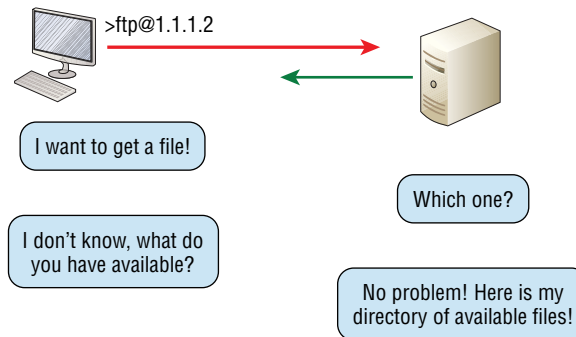 >ftp@1.1.1.2
I want to get a file!
Which one?
I don't know, what do
you have available?
No problem! Here is my
directory of available files!